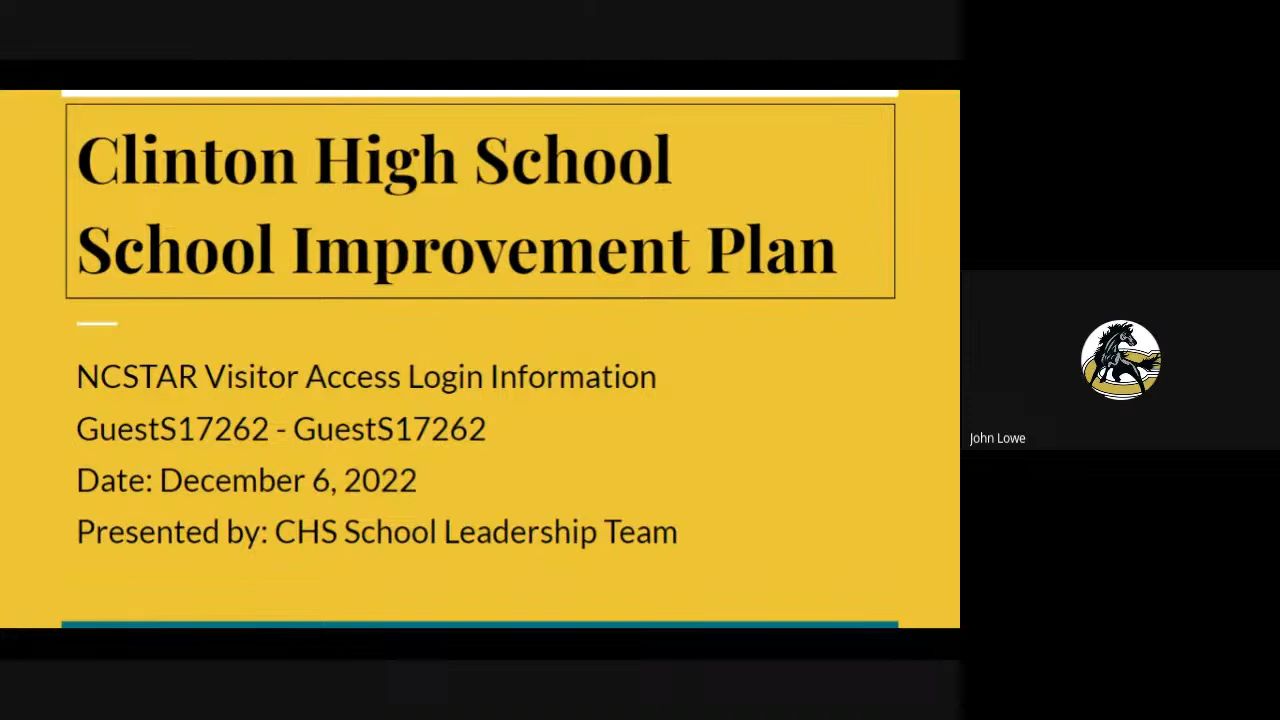 Clinton High School
School Improvement Plan
NCSTAR Visitor Access Login Information
GuestS17262 - GuestS17262
Date: December 6, 2022
Presented by: CHS School Leadership Team
John Lowe